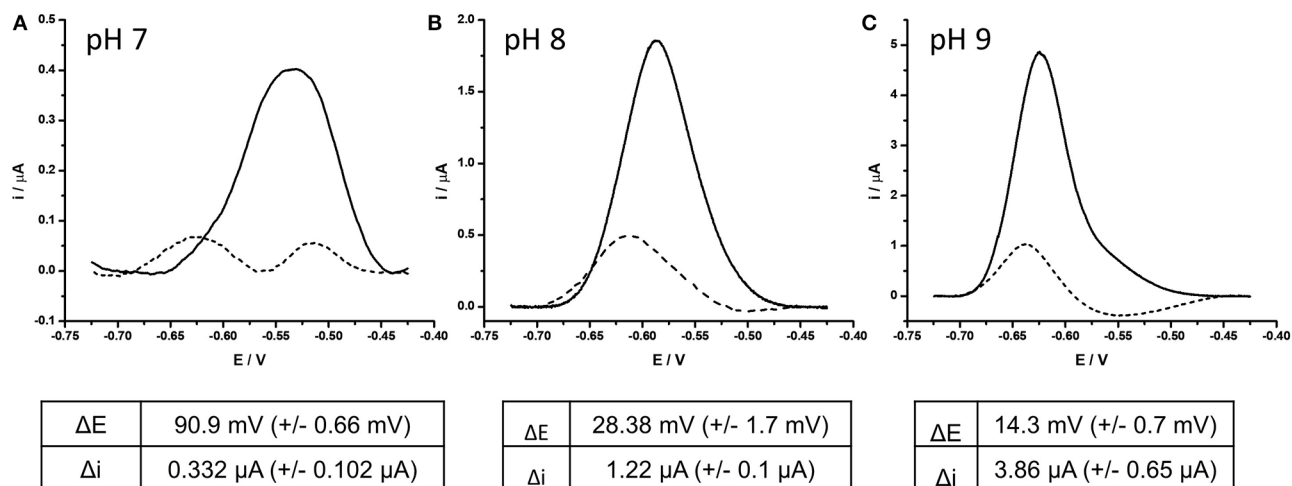 A
pH 7
0.5
0.4
0.3
0.2
0.1
0.0
-0.1
i / µA
-0.75 -0.70 -0.65 -0.60 -0.55 -0.50 -0.45 -0.40
E / V
B
pH 8
2.0
1.5
1.0
0.5
0.0
i / µA
-0.75 -0.70 -0.65 -0.60 -0.55 -0.50 -0.45 -0.40
E / V
C
pH 9
5
4
3
2
1
0
i / µA
-0.75 -0.70 -0.65 -0.60 -0.55 -0.50 -0.45 -0.40
E / V
ΔE 90.9 mV (+/- 0.66 mV)
Δi 0.332 µA (+/- 0.102 µA)
ΔE 28.38 mV (+/- 1.7 mV)
Δi 1.22 µA (+/- 0.1 µA)
ΔE 14.3 mV (+/- 0.7 mV)
Δi 3.86 µA (+/- 0.65 µA)